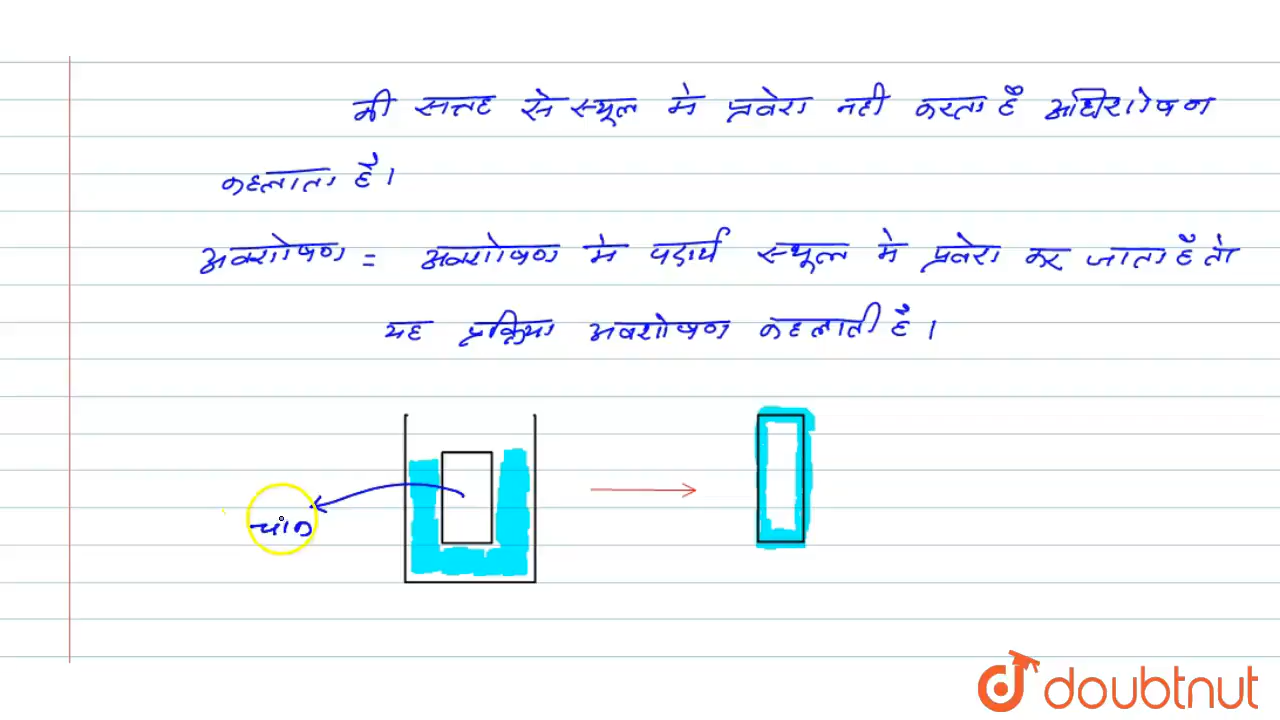 की सतह से स्थूल में प्रवेश नही करता है अधिशोषण
कहलाता है।
अवशोषण = अवशोषण में पदार्थ स्थूल में प्रवेश कर जाता है तो
यह प्रक्रिया अवशोषण कहलाती है।
चाक
doubtnut